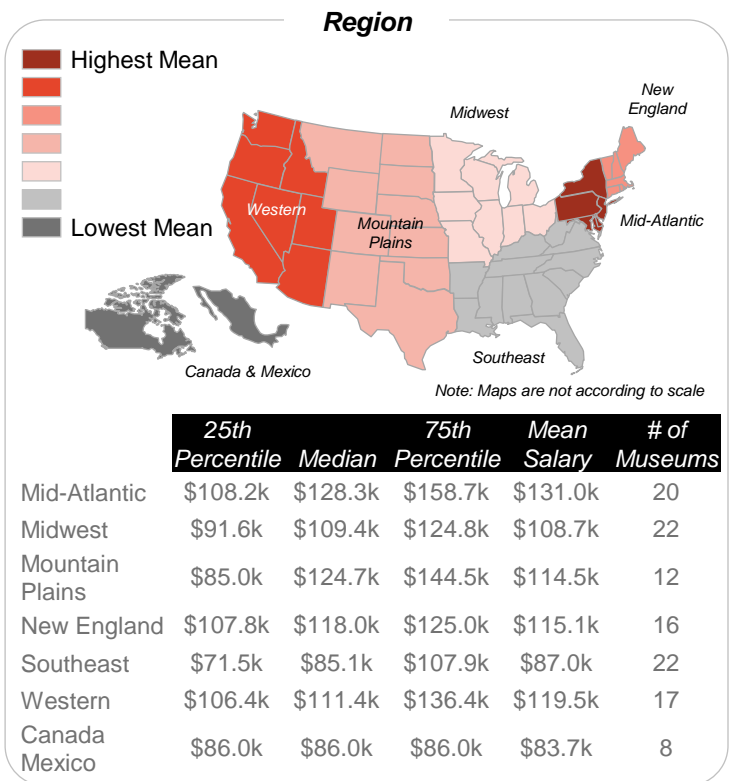 Region
Highest Mean
Lowest Mean
New
England
Midwest
Western
Mountain
Plains
Mid-Atlantic
Southeast
Canada & Mexico
Note: Maps are not according to scale
25th Percentile Median 75th Percentile Mean Salary # of Museums
Mid-Atlantic $108.2k $128.3k $158.7k $131.0k 20
Midwest $91.6k $109.4k $124.8k $108.7k 22
Mountain Plains $85.0k $124.7k $144.5k $114.5k 12
New England $107.8k $118.0k $125.0k $115.1k 16
Southeast $71.5k $85.1k $107.9k $87.0k 22
Western $106.4k $111.4k $136.4k $119.5k 17
Canada Mexico $86.0k $86.0k $86.0k $83.7k 8